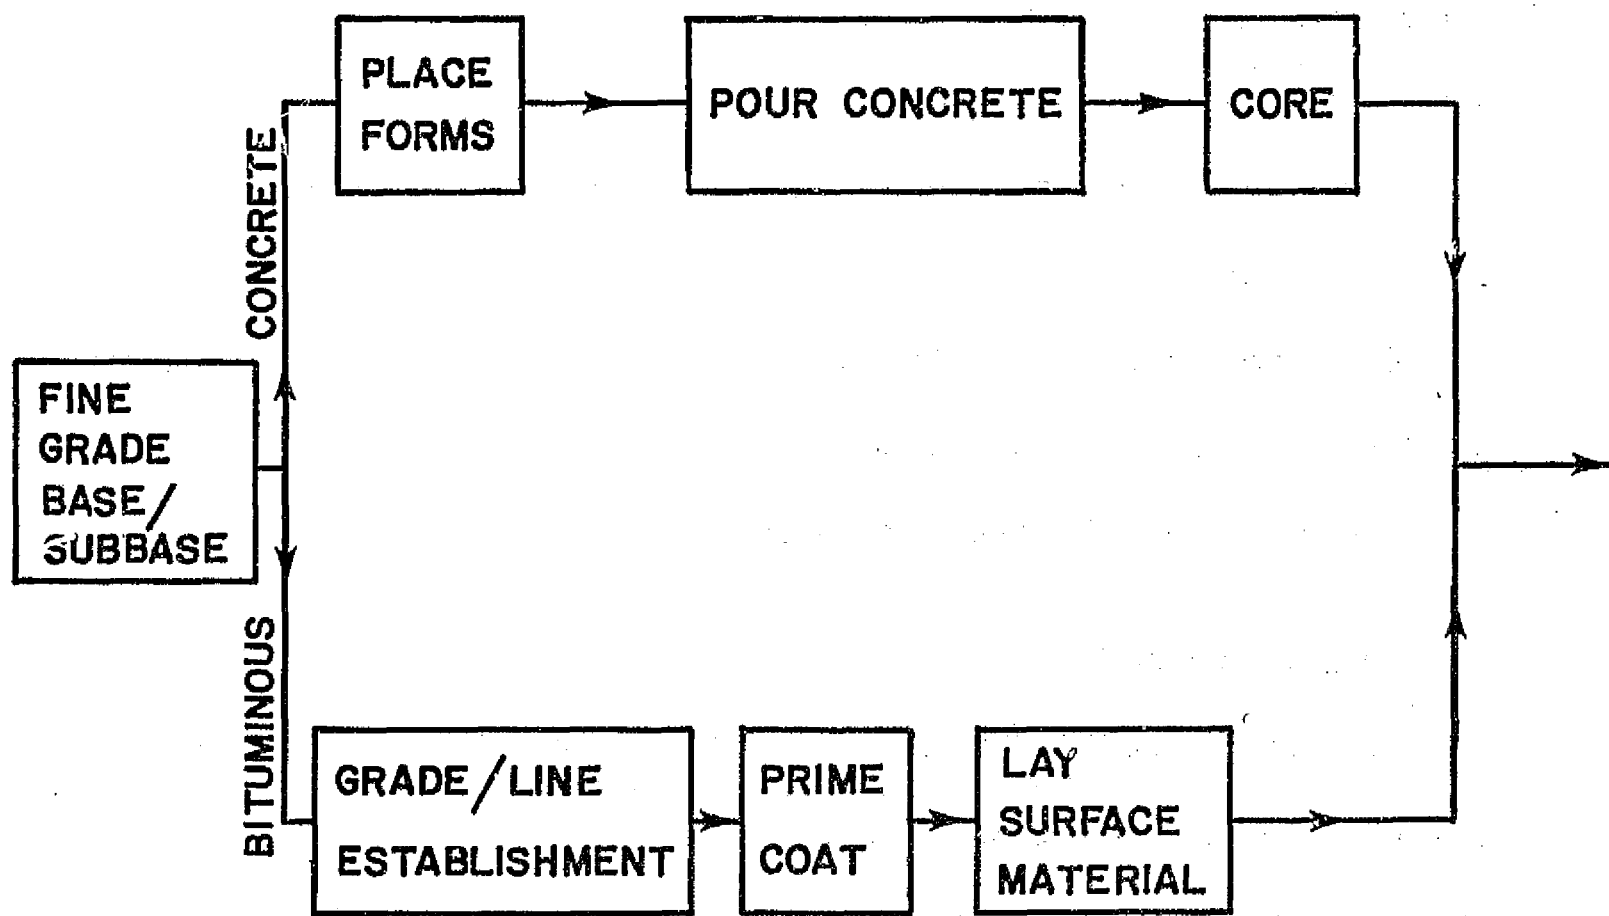 PLACE
FORMS
POUR CONCRETE
CORE
CONCRETE
FINE
GRADE
BASE/
SUBBASE
BITUMINOUS
GRADE/LINE
ESTABLISHMENT
PRIME
COAT
LAY
SURFACE
MATERIAL